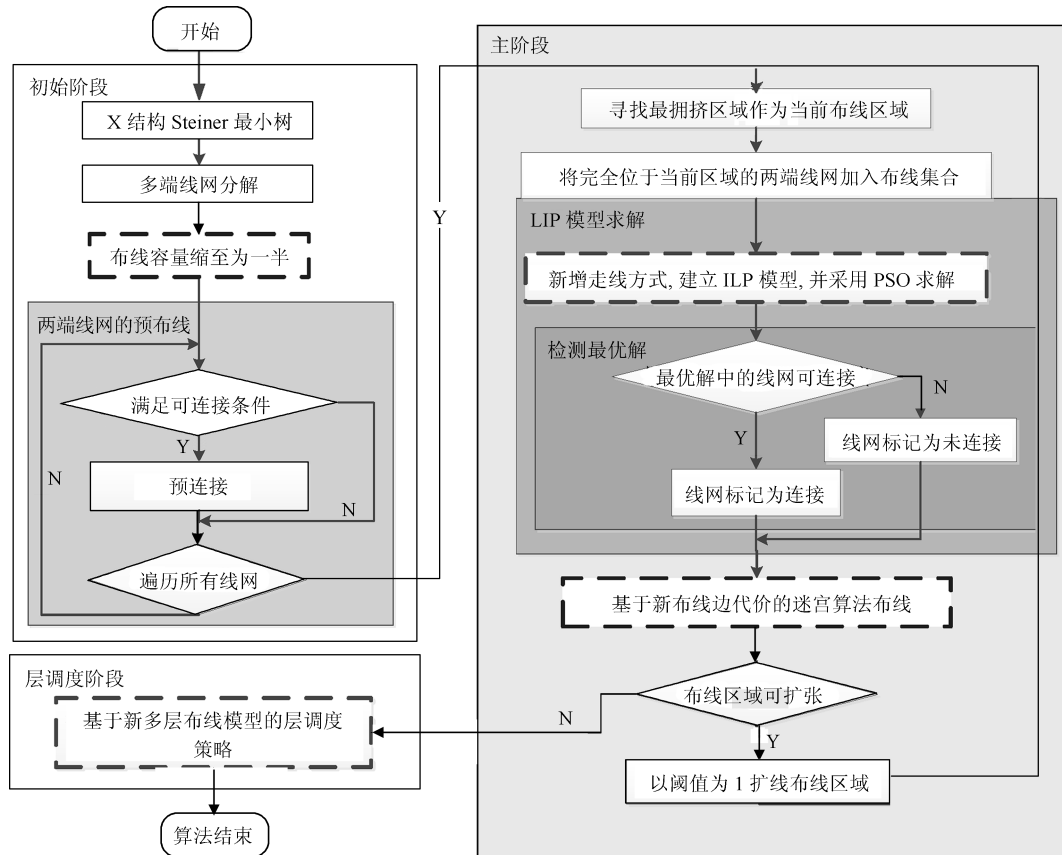 开始
初始阶段
X 结构 Steiner 最小树
多端线网分解
布线容量缩至为一半
两端线网的预布线
满足可连接条件
Y
N
预连接
N
遍历所有线网
Y
层调度阶段
基于新多层布线模型的层调度
策略
算法结束
主阶段
寻找最拥挤区域作为当前布线区域
将完全位于当前区域的两端线网加入布线集合
LIP 模型求解
新增走线方式, 建立 ILP 模型, 并采用 PSO 求解
检测最优解
最优解中的线网可连接
N
Y
线网标记为未连接
线网标记为连接
基于新布线边代价的迷宫算法布线
布线区域可扩张
N
Y
以阈值为 1 扩线布线区域